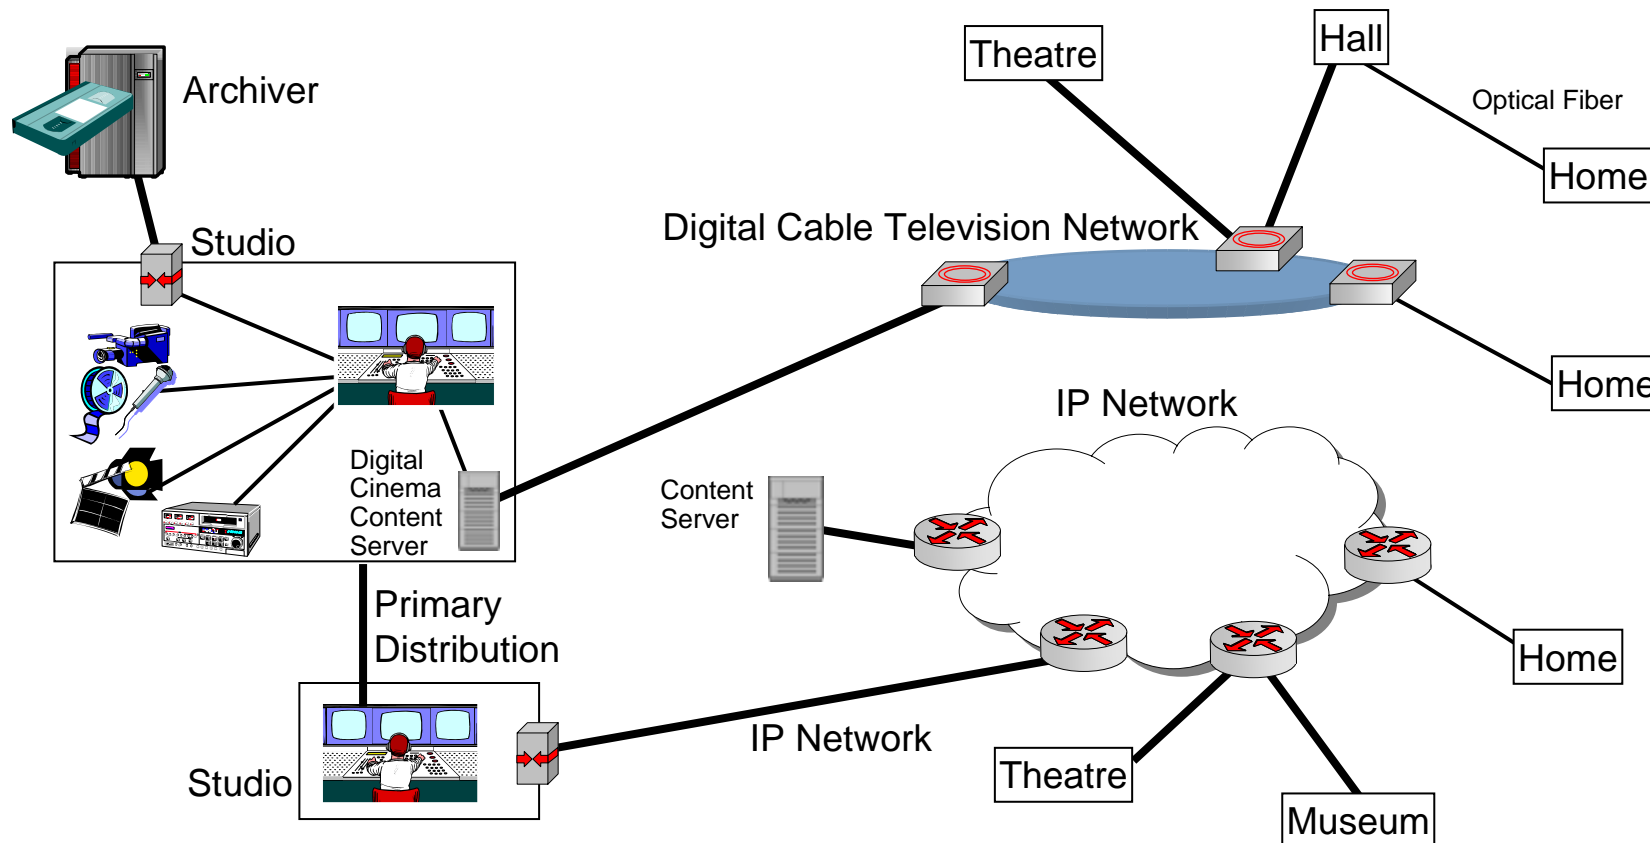 Archiver
Theatre
Hall
Optical Fiber
Home
Studio
Digital Cable Television Network
Home
IP Network
Digital
Cinema
Content
Server
Content
Server
Primary
Distribution
Home
IP Network
Studio
Theatre
Museum